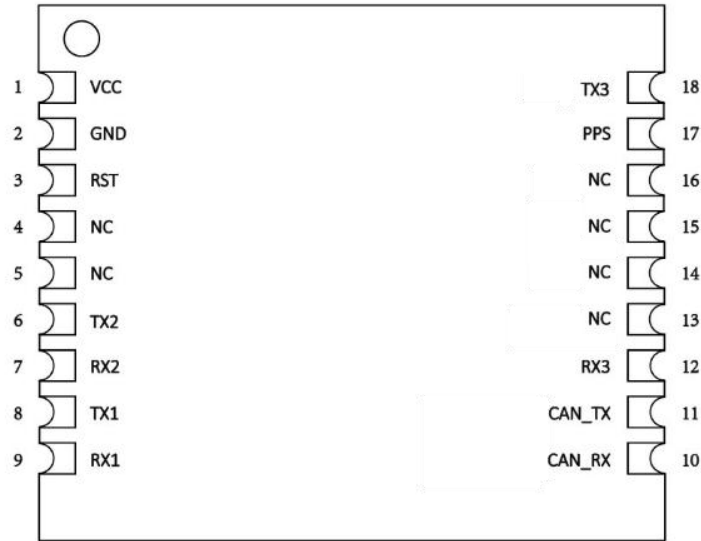 1 VCC TX3 18
2 GND PPS 17
3 RST NC 16
4 NC NC 15
5 NC NC 14
6 TX2 NC 13
7 RX2 RX3 12
8 TX1 CAN_TX 11
9 RX1 CAN_RX 10